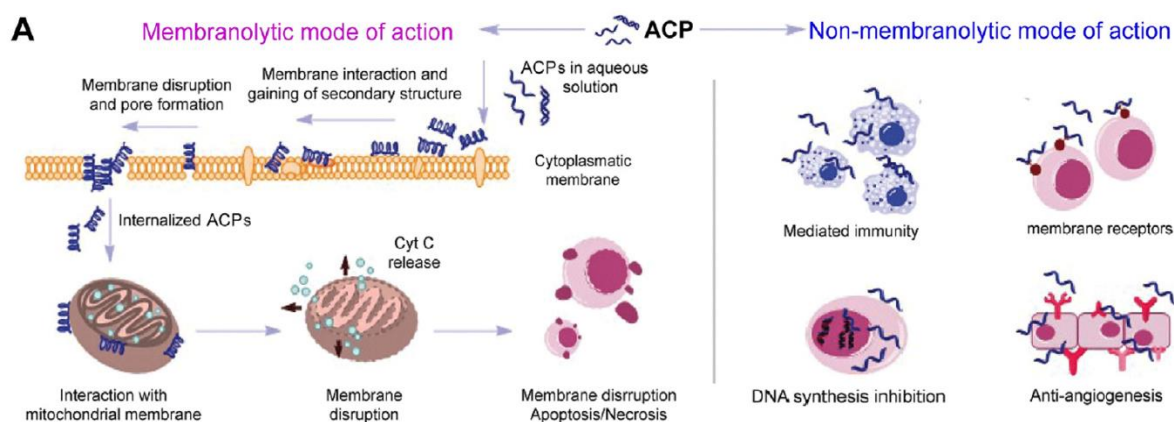 A
Membranolytic mode of action
ACP
Non-membranolytic mode of action
Membrane disruption
and pore formation
Membrane interaction and
gaining of secondary structure
ACPs in aqueous
solution
Cytoplasmatic
membrane
Internalized ACPs
Cyt C
release
Interaction with
mitochondrial membrane
Membrane
disruption
Membrane disruption
Apoptosis/Necrosis
Mediated immunity
membrane receptors
DNA synthesis inhibition
Anti-angiogenesis